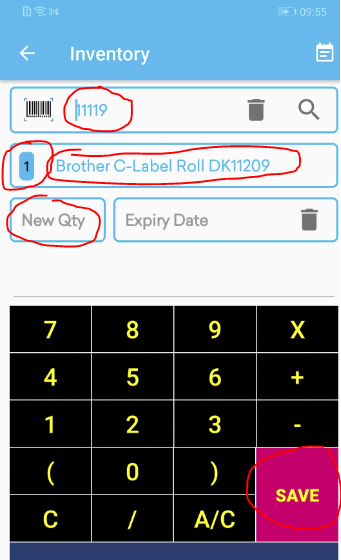 09:55
Inventory
11119
1 Brother C-Label Roll DK11209
New Qty Expiry Date
7 8 9 X
4 5 6 +
1 2 3 -
( 0 ) SAVE
C / A/C